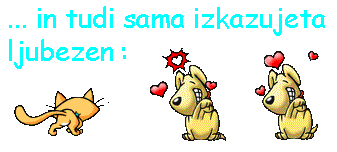 ... in tudi sama izkazujeta
ljubezen :